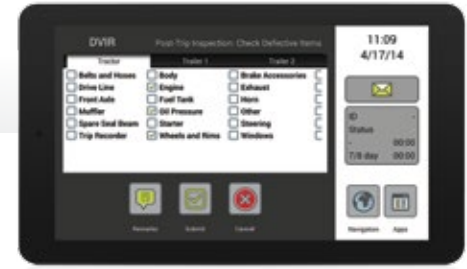 DVIR Post-Trip Inspection: Check Defective Items
Tractor Trailer 1 Trailer 2
Belts and Hoses Body Brake Accessories
Drive Line Engine Exhaust
Front Axle Fuel Tank Horn
Muffler Oil Pressure Other
Spare Seal Beam Starter Steering
Trip Recorder Wheels and Rims Windows
Remarks Submit Cancel
11:09
4/17/14
ID -
Status
- 00:00
7/8 day 00:00
Navigation Apps